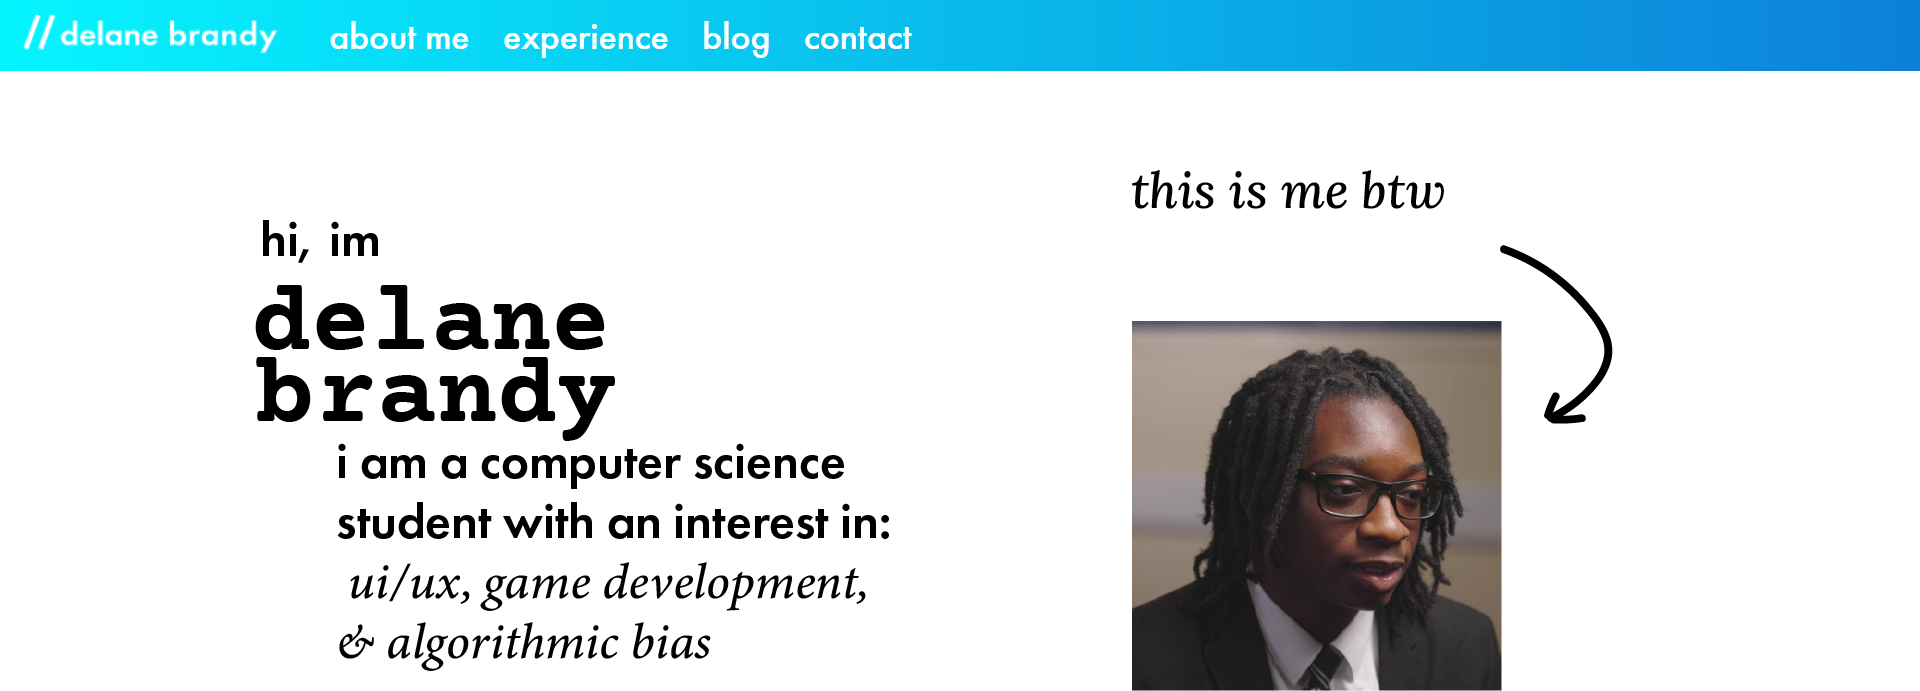 // delane brandy about me experience blog contact
this is me btw
hi, im
delane
brandy
i am a computer science
student with an interest in:
ui/ux, game development,
& algorithmic bias